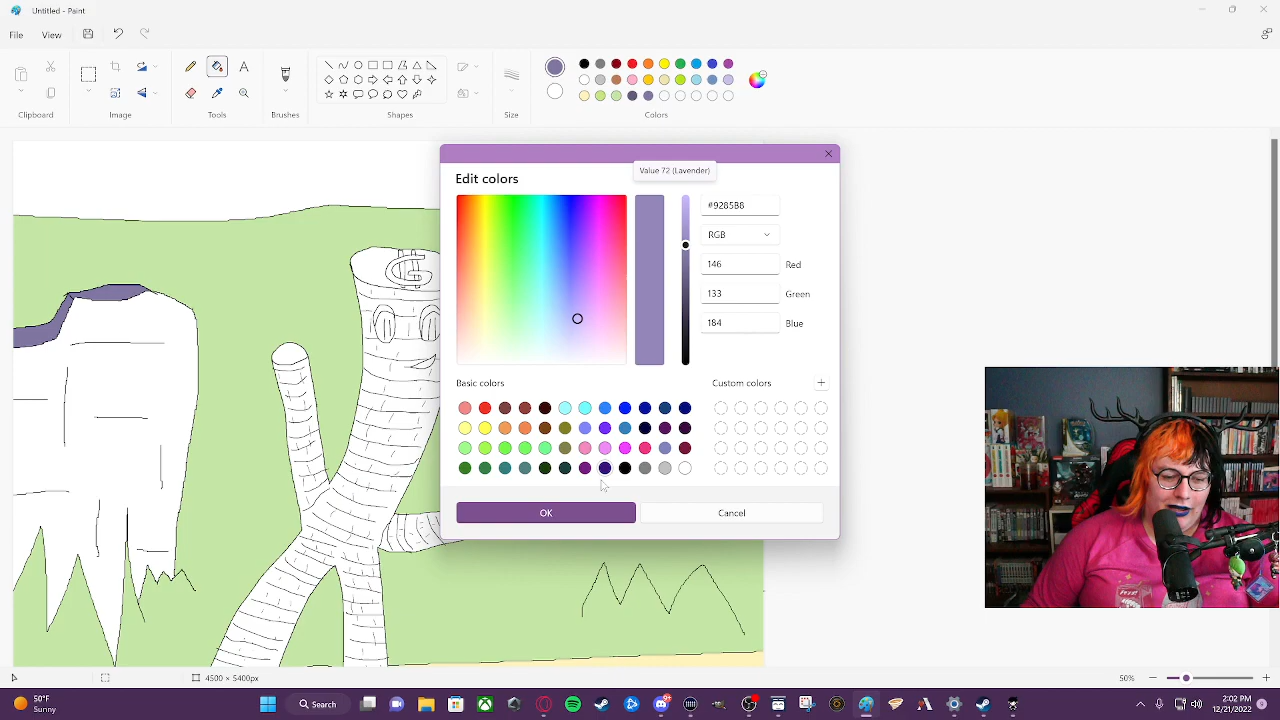 Untitled - Paint
File View
Clipboard Image Tools Brushes Shapes Size Colors
Value 72 (Lavender)
Edit colors
#9285B8
RGB
146 Red
133 Green
184 Blue
Basic colors Custom colors
OK Cancel
G
4500 × 5400px 50%
50°F
Sunny
Search
2:02 PM
12/21/2022